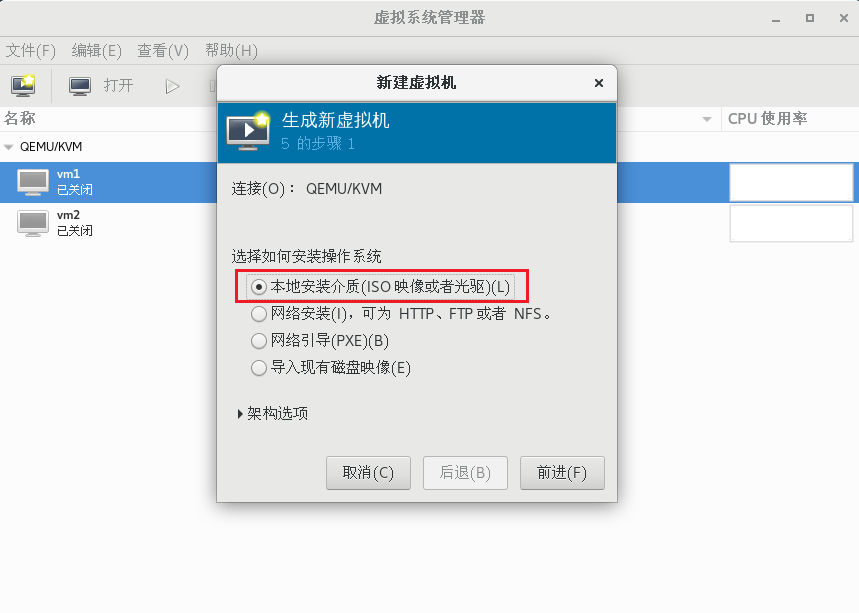 虚拟系统管理器
文件(F) 编辑(E) 查看(V) 帮助(H)
打开
名称
CPU 使用率
QEMU/KVM
vm1
已关闭
vm2
已关闭
新建虚拟机
生成新虚拟机
5 的步骤 1
连接(O)： QEMU/KVM
选择如何安装操作系统
本地安装介质(ISO 映像或者光驱)(L)
网络安装(I)，可为 HTTP、FTP 或者 NFS。
网络引导(PXE)(B)
导入现有磁盘映像(E)
架构选项
取消(C) 后退(B) 前进(F)